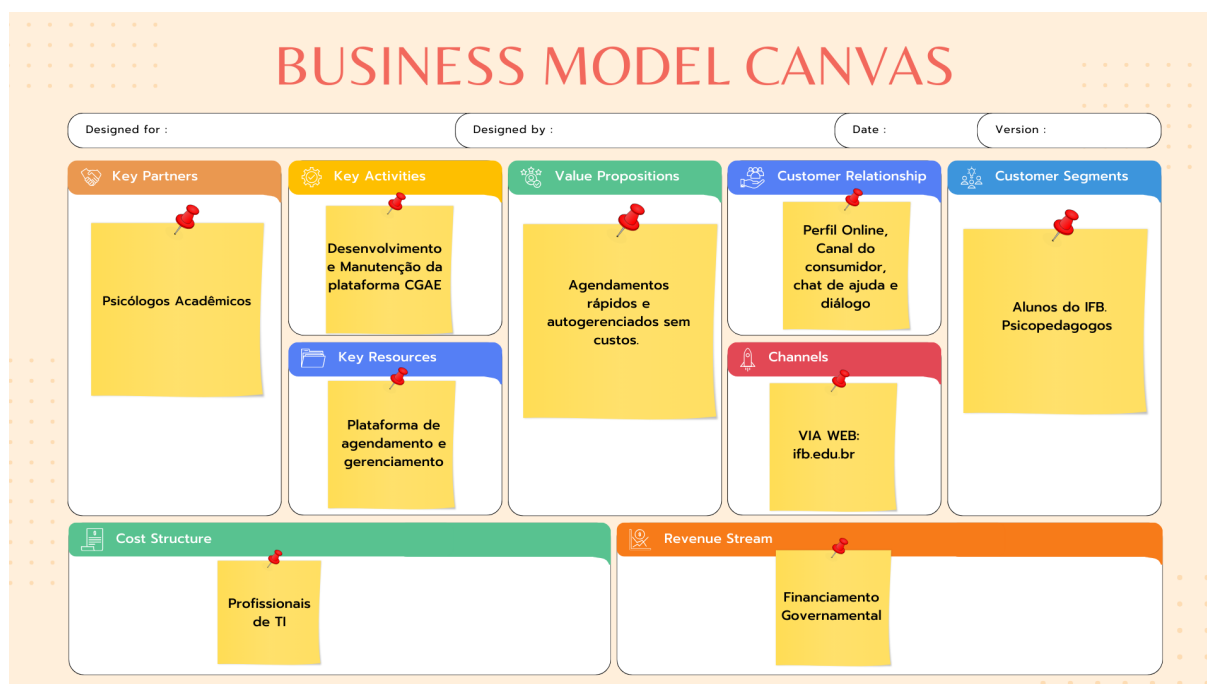 BUSINESS MODEL CANVAS
Designed for :
Designed by :
Date :
Version :
Key Partners
Psicólogos Acadêmicos
Key Activities
Desenvolvimento
e Manutenção da
plataforma CGAE
Key Resources
Plataforma de
agendamento e
gerenciamento
Value Propositions
Agendamentos
rápidos e
autogerenciados sem
custos.
Customer Relationship
Perfil Online,
Canal do
consumidor,
chat de ajuda e
diálogo
Channels
VIA WEB:
ifb.edu.br
Customer Segments
Alunos do IFB.
Psicopedagogos
Cost Structure
Profissionais
de TI
Revenue Stream
Financiamento
Governamental